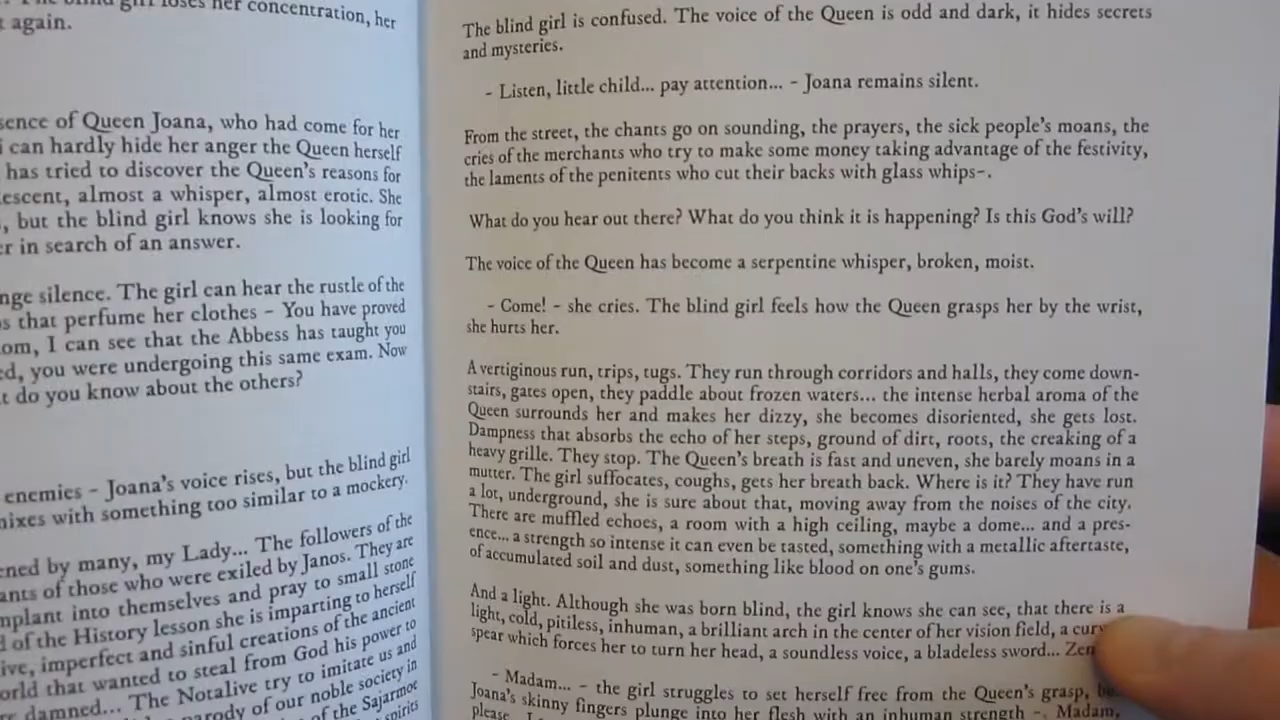 loses her concentration, her
again.
sence of Queen Joana, who had come for her
can hardly hide her anger the Queen herself
has tried to discover the Queen's reasons for
escent, almost a whisper, almost erotic. She
, but the blind girl knows she is looking for
er in search of an answer.
nge silence. The girl can hear the rustle of the
s that perfume her clothes – You have proved
om, I can see that the Abbess has taught you
ed, you were undergoing this same exam. Now
t do you know about the others?
enemies – Joana's voice rises, but the blind girl
mixes with something too similar to a mockery.
ened by many, my Lady... The followers of the
ants of those who were exiled by Janos. They are
mplant into themselves and pray to small stone
d of the History lesson she is imparting to herself
ive, imperfect and sinful creations of the ancient
orld that wanted to steal from God his power to
damned... The Notalive try to imitate us and
parody of our noble society in
of the Sajarmot
spirits
The blind girl is confused. The voice of the Queen is odd and dark, it hides secrets
and mysteries.
- Listen, little child... pay attention... - Joana remains silent.
From the street, the chants go on sounding, the prayers, the sick people's moans, the
cries of the merchants who try to make some money taking advantage of the festivity,
the laments of the penitents who cut their backs with glass whips-.
What do you hear out there? What do you think it is happening? Is this God's will?
The voice of the Queen has become a serpentine whisper, broken, moist.
- Come! - she cries. The blind girl feels how the Queen grasps her by the wrist,
she hurts her.
A vertiginous run, trips, tugs. They run through corridors and halls, they come down-
stairs, gates open, they paddle about frozen waters... the intense herbal aroma of the
Queen surrounds her and makes her dizzy, she becomes disoriented, she gets lost.
Dampness that absorbs the echo of her steps, ground of dirt, roots, the creaking of a
heavy grille. They stop. The Queen's breath is fast and uneven, she barely moans in a
mutter. The girl suffocates, coughs, gets her breath back. Where is it? They have run
a lot, underground, she is sure about that, moving away from the noises of the city.
There are muffled echoes, a room with a high ceiling, maybe a dome... and a pres-
ence... a strength so intense it can even be tasted, something with a metallic aftertaste,
of accumulated soil and dust, something like blood on one's gums.
And a light. Although she was born blind, the girl knows she can see, that there is a
light, cold, pitiless, inhuman, a brilliant arch in the center of her vision field, a curv
spear which forces her to turn her head, a soundless voice, a bladeless sword... Zen
- Madam... - the girl struggles to set herself free from the Queen's grasp, bu
Joana's skinny fingers plunge into her flesh with an inhuman strength -. Madam,
please